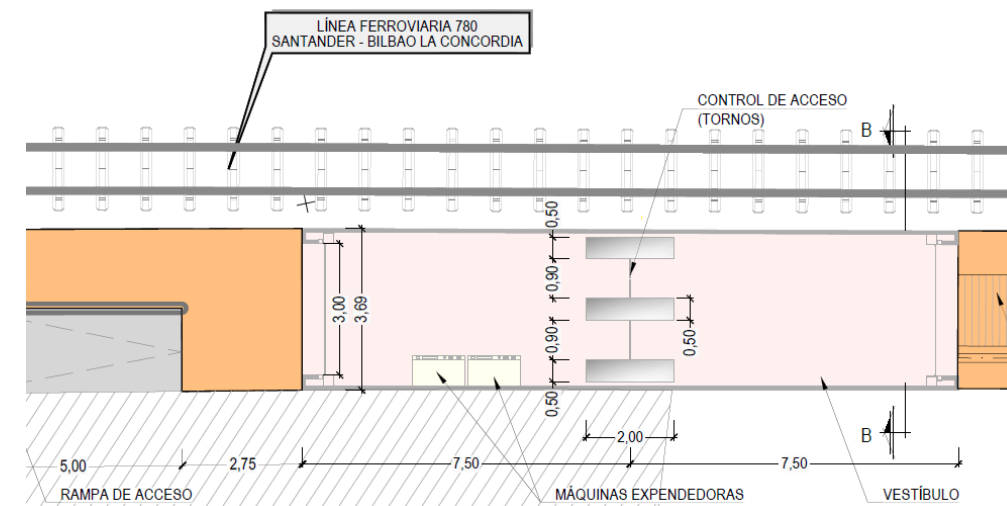 LÍNEA FERROVIARIA 780
SANTANDER - BILBAO LA CONCORDIA
CONTROL DE ACCESO
(TORNOS)
B
0,50
0,90
3,00
3,69
0,50
0,90
0,50
B
2,00
5,00
2,75
7,50
7,50
RAMPA DE ACCESO
MÁQUINAS EXPENDEDORAS
VESTÍBULO